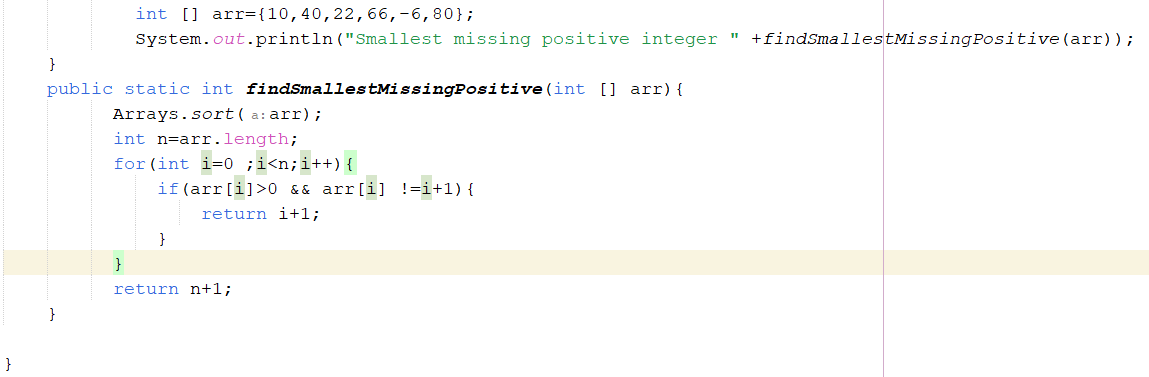 int [] arr={10,40,22,66,-6,80};
System.out.println("Smallest missing positive integer " +findSmallestMissingPositive(arr));
}
public static int findSmallestMissingPositive(int [] arr){
Arrays.sort( a: arr);
int n=arr.length;
for(int i=0 ;i<n;i++){
if(arr[i]>0 && arr[i] !=i+1){
return i+1;
}
}
return n+1;
}
}